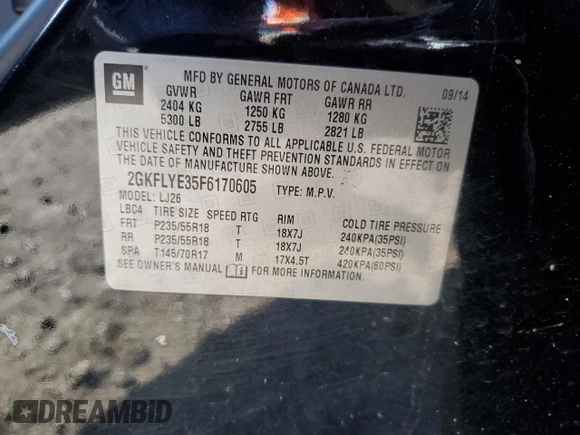 GM
MFD BY GENERAL MOTORS OF CANADA LTD.
09/14
GVWR GAWR FRT GAWR RR
2404 KG 1250 KG 1280 KG
5300 LB 2755 LB 2821 LB
THIS VEHICLE CONFORMS TO ALL APPLICABLE U.S. FEDERAL MOTOR
VEHICLE SAFETY AND THEFT PREVENTION STANDARDS IN EFFECT ON
THE DATE OF MANUFACTURE SHOWN ABOVE.
2GKFLYE35F6170605 TYPE: M.P.V.
MODEL: LJ26
LBC4 TIRE SIZE SPEED RTG RIM COLD TIRE PRESSURE
FRT P235/55R18 T 18X7J 240KPA(35PSI)
RR P235/55R18 T 18X7J 240KPA(35PSI)
SPA T145/70R17 M 17X4.5T 420KPA(60PSI)
SEE OWNER'S MANUAL FOR MORE INFORMATION
DREAMBID